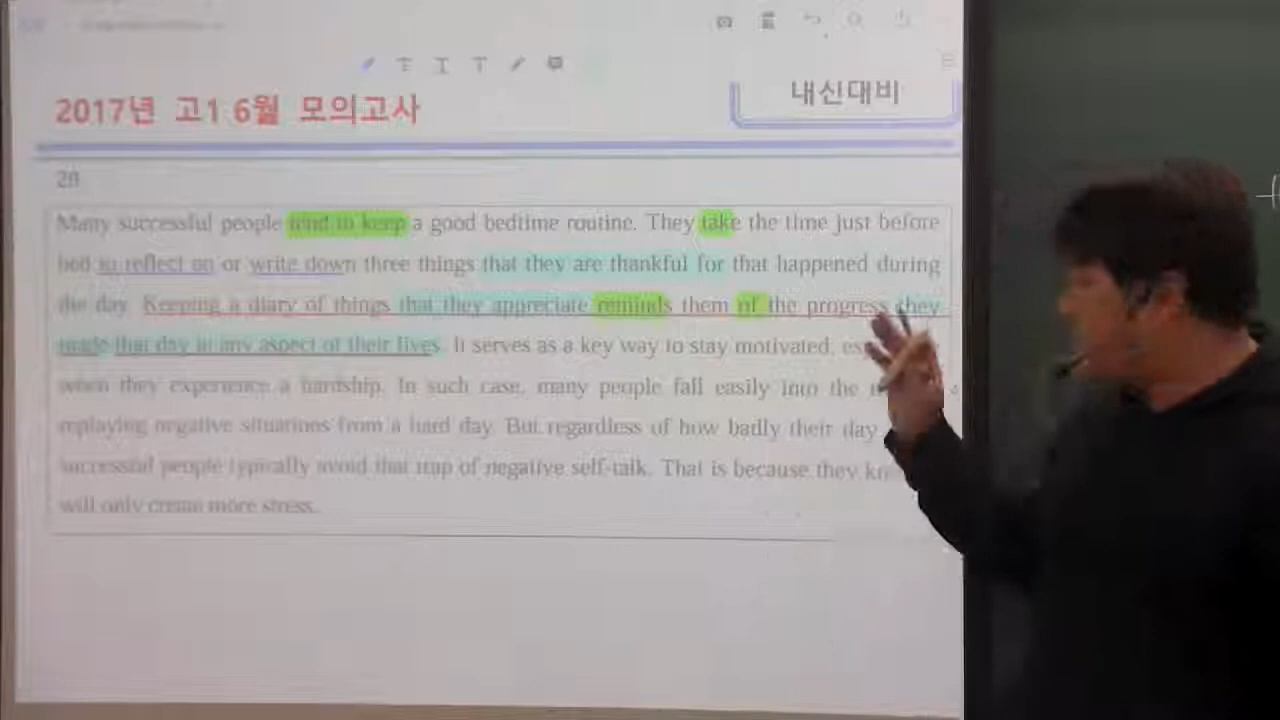 2017년 고1 6월 모의고사
내신대비
28
Many successful people tend to keep a good bedtime routine. They take the time just before
bed to reflect on or write down three things that they are thankful for that happened during
the day. Keeping a diary of things that they appreciate reminds them of the progress they
made that day in any aspect of their lives. It serves as a key way to stay motivated, es
when they experience a hardship. In such case, many people fall easily into the
replaying negative situations from a hard day. But regardless of how badly their day
successful people typically avoid that trap of negative self-talk. That is because they kn
will only create more stress.